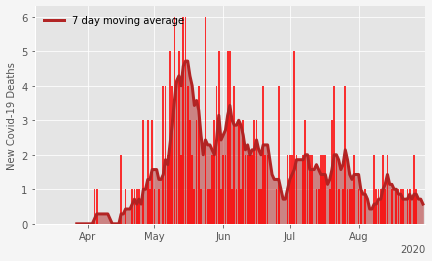 7 day moving average
New Covid-19 Deaths
6
5
4
3
2
1
0
Apr
May
Jun
Jul
Aug
2020